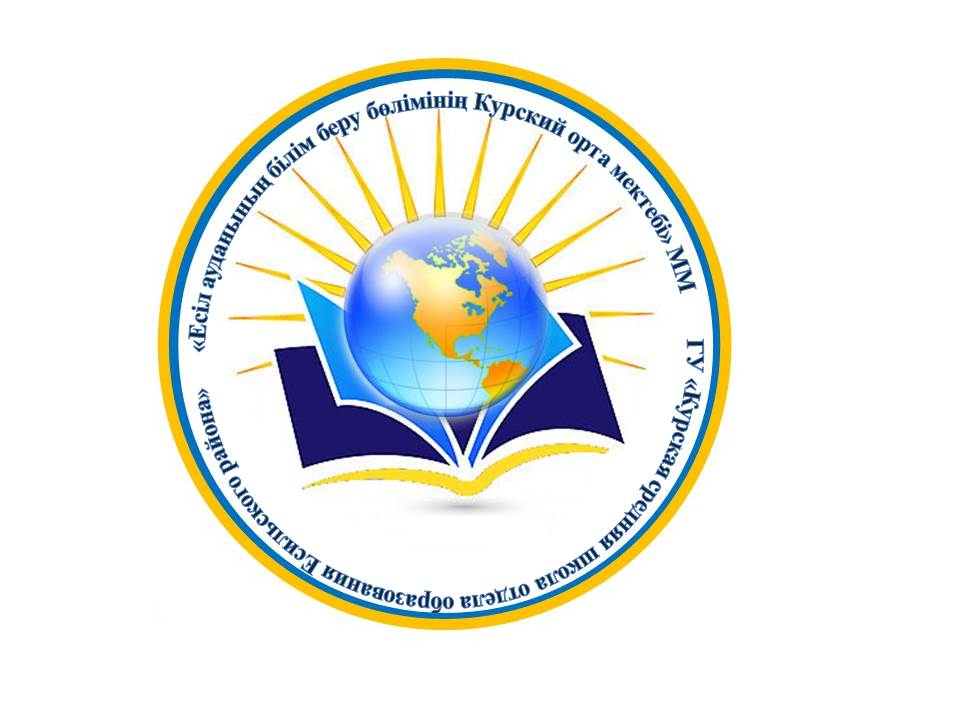 «Есіл ауданының білім беру бөлімінің Курский орта мектебі» ММ
ГУ «Курская средняя школа отдела образования Есильского района»